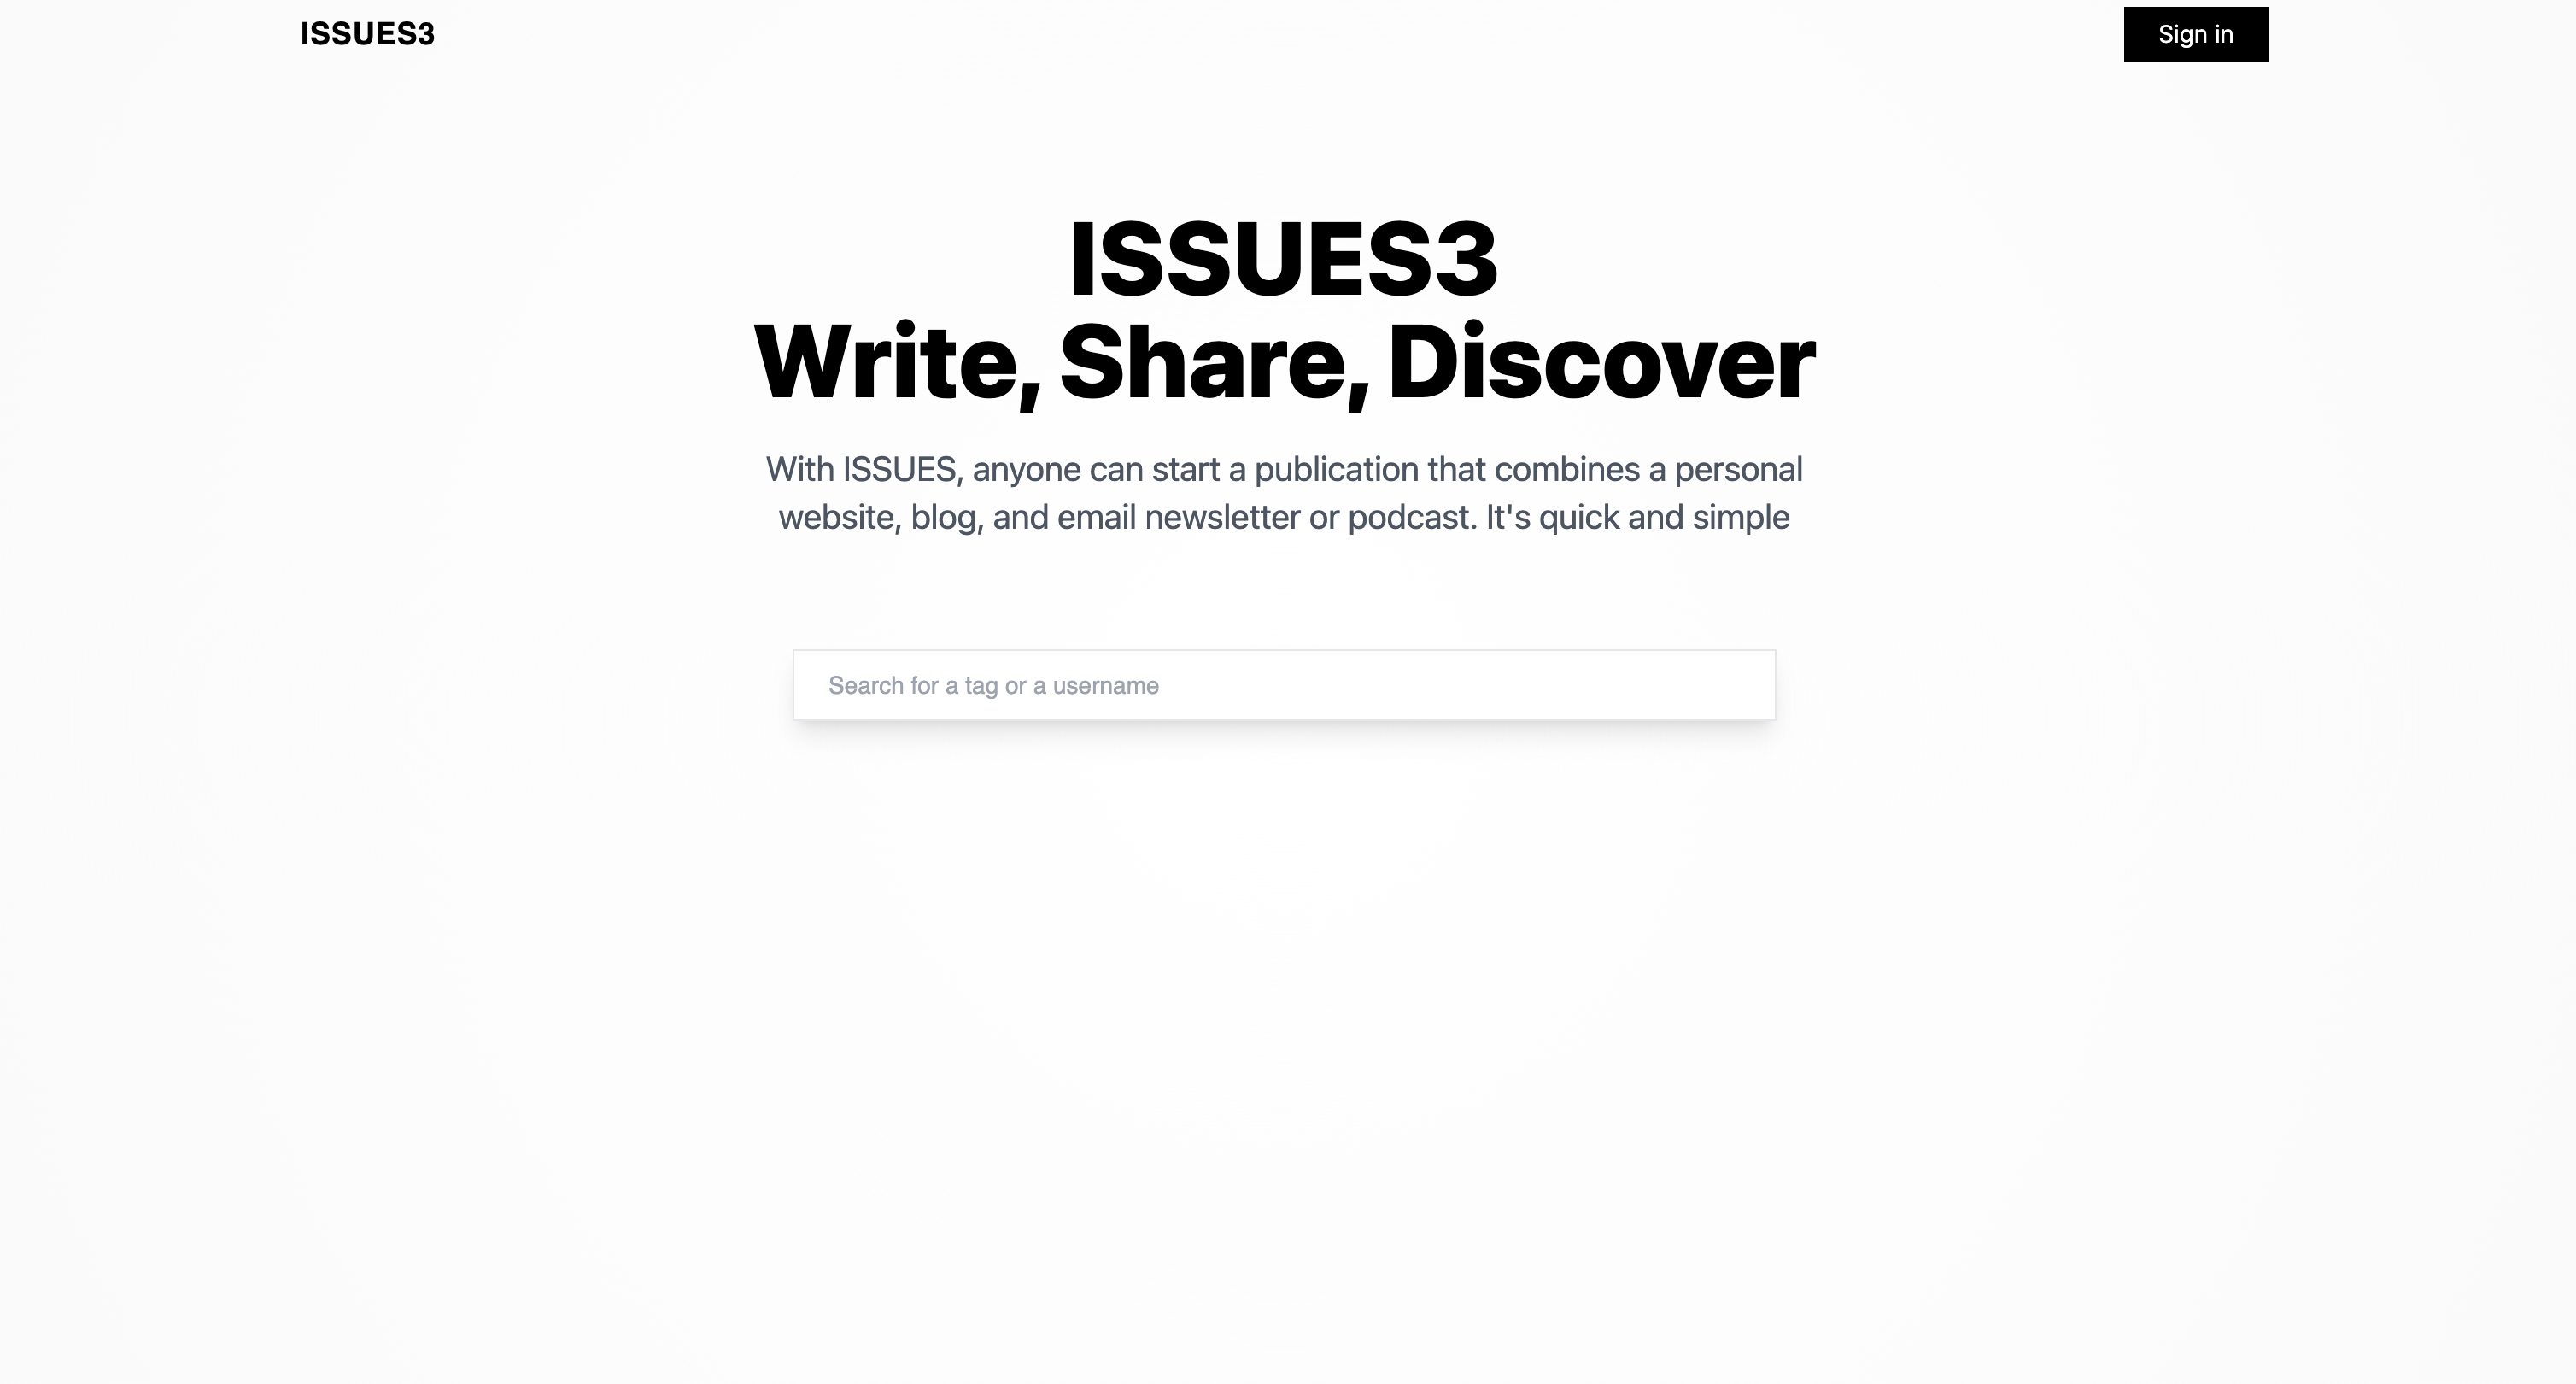 ISSUES3
Sign in
ISSUES3
Write, Share, Discover
With ISSUES, anyone can start a publication that combines a personal
website, blog, and email newsletter or podcast. It's quick and simple
Search for a tag or a username